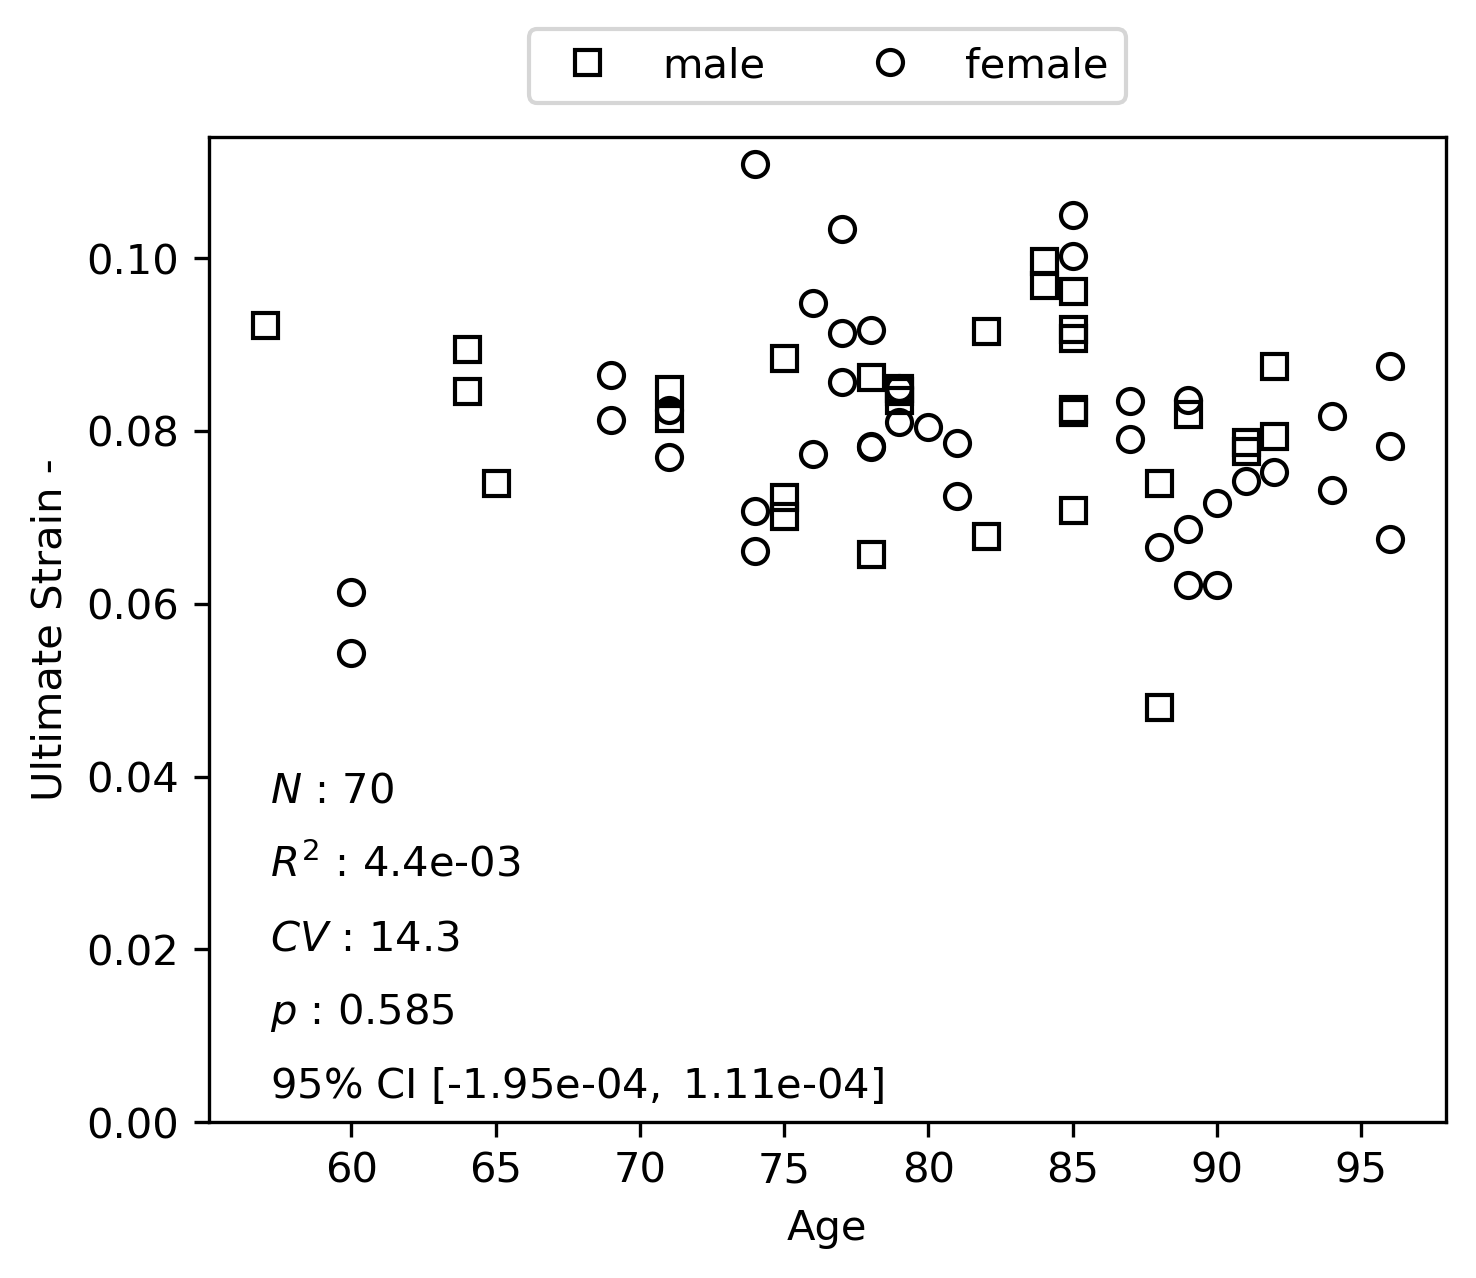 male female
0.10
0.08
0.06
0.04
0.02
0.00
Ultimate Strain -
N : 70
R² : 4.4e-03
CV : 14.3
p : 0.585
95% CI [-1.95e-04, 1.11e-04]
60 65 70 75 80 85 90 95
Age